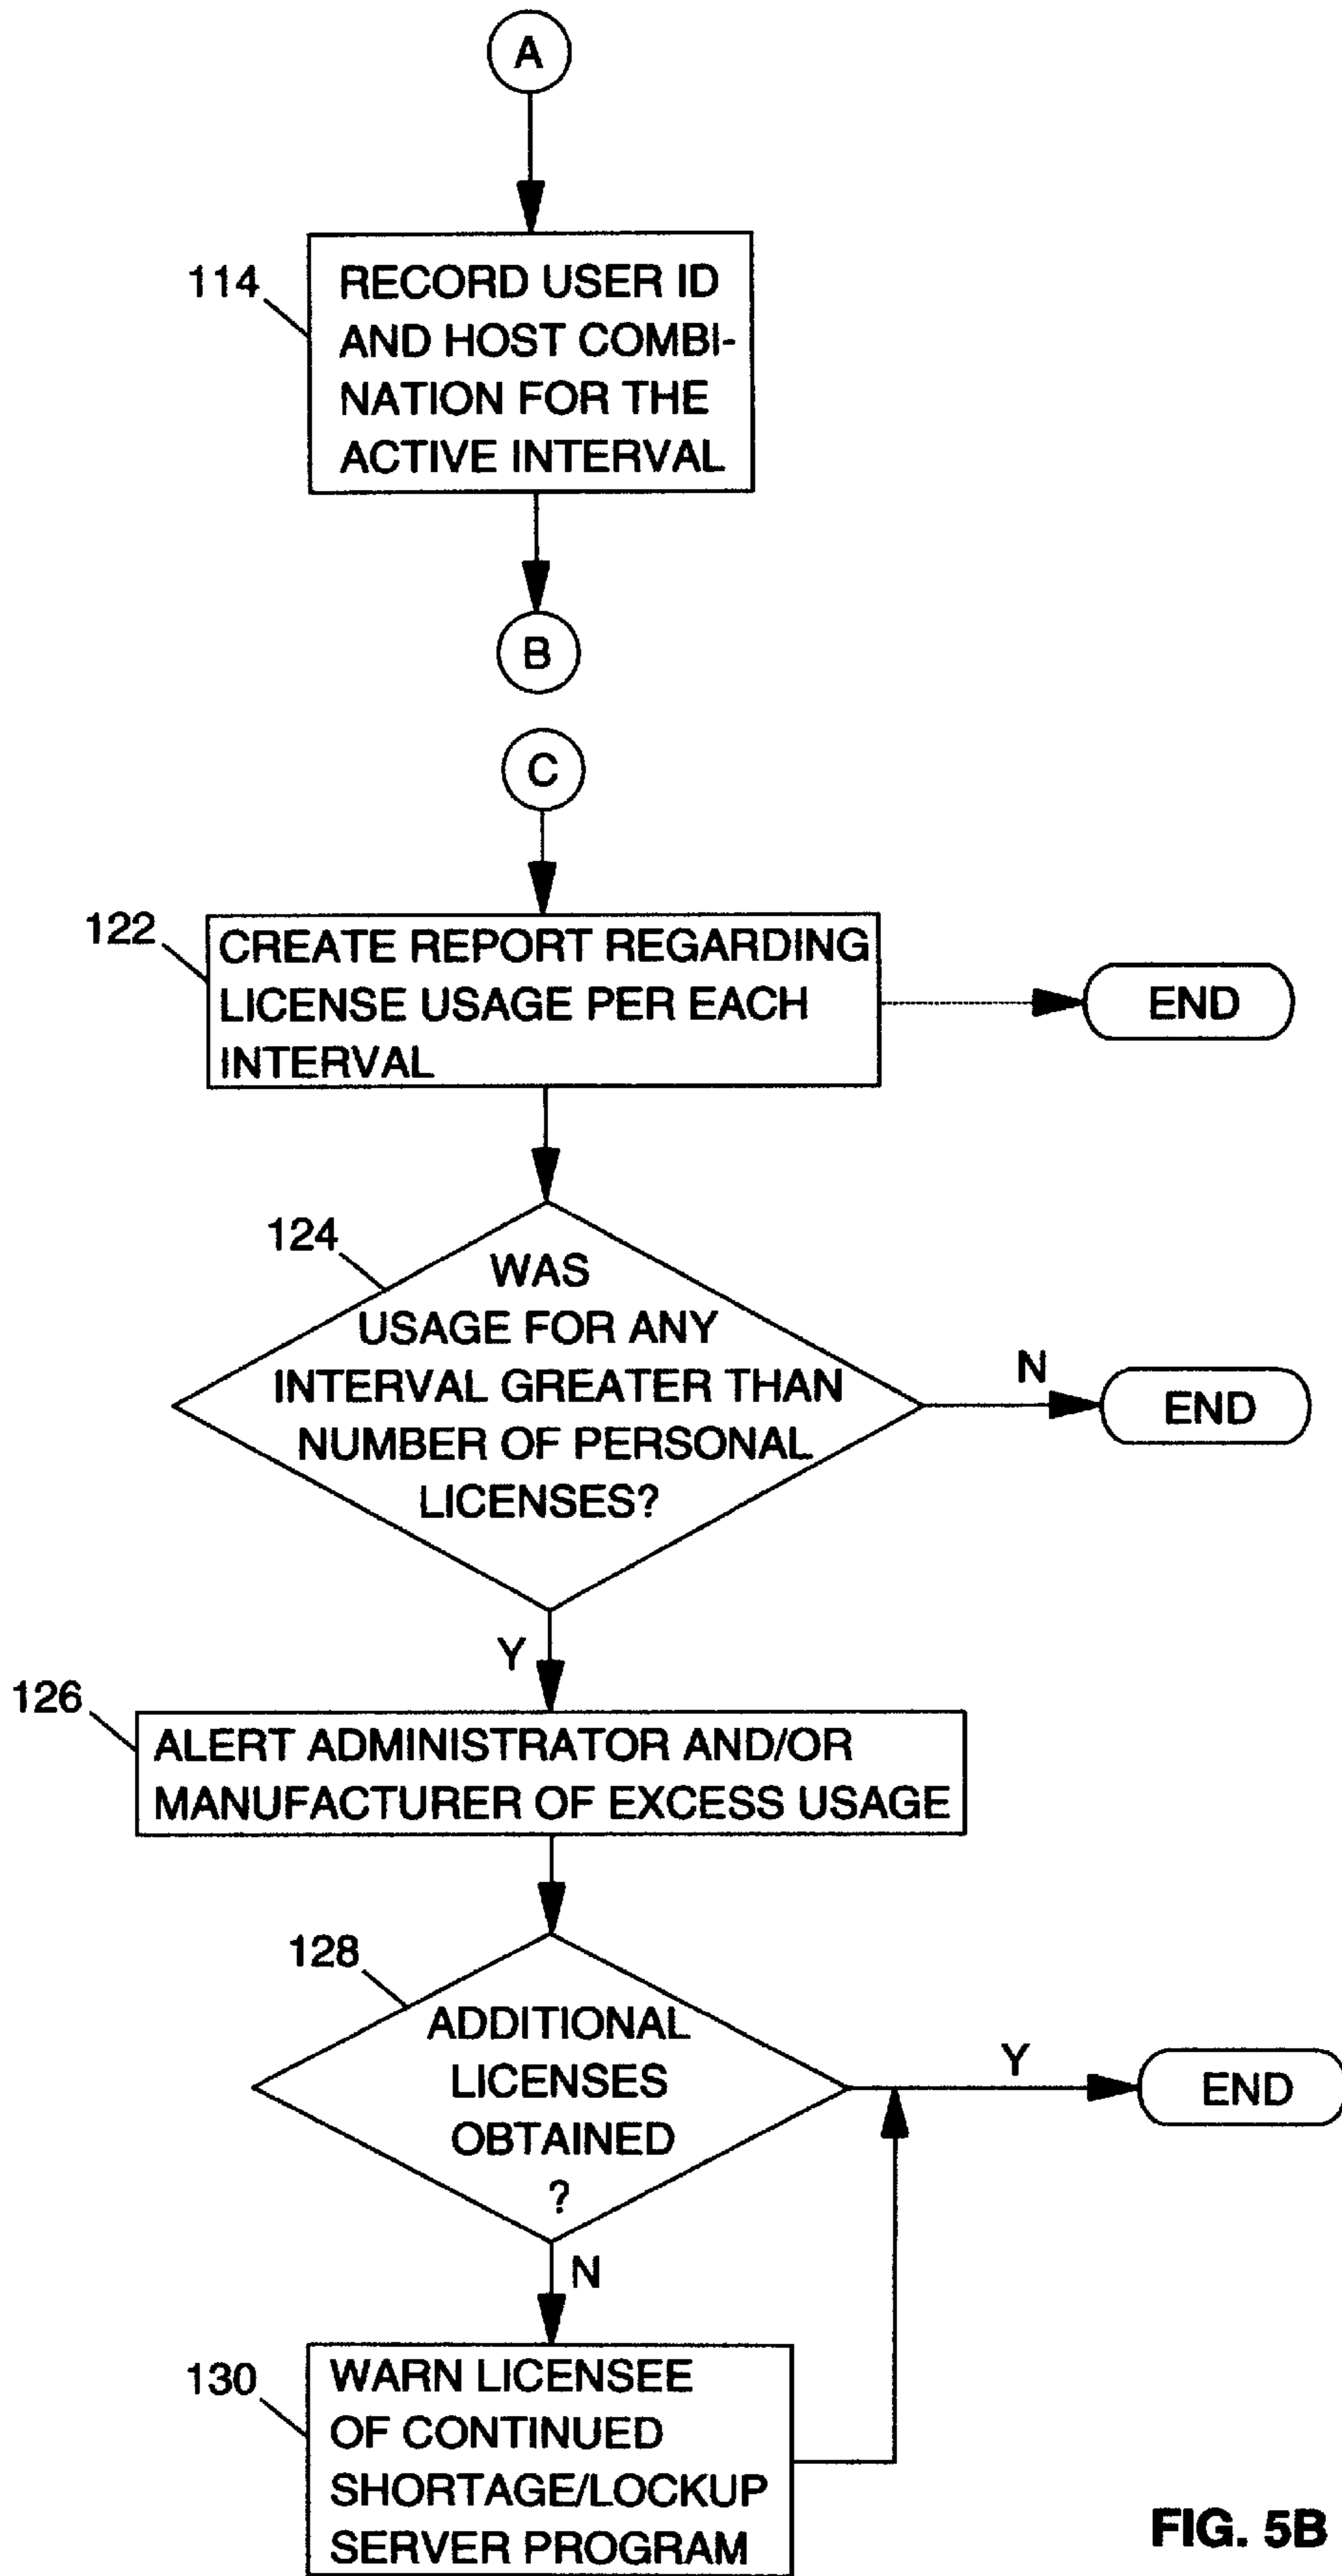 A
114
RECORD USER ID
AND HOST COMBI-
NATION FOR THE
ACTIVE INTERVAL
B
C
122
CREATE REPORT REGARDING
LICENSE USAGE PER EACH
INTERVAL
END
124
WAS
USAGE FOR ANY
INTERVAL GREATER THAN
NUMBER OF PERSONAL
LICENSES?
N
END
Y
126
ALERT ADMINISTRATOR AND/OR
MANUFACTURER OF EXCESS USAGE
128
ADDITIONAL
LICENSES
OBTAINED
?
Y
END
N
130
WARN LICENSEE
OF CONTINUED
SHORTAGE/LOCKUP
SERVER PROGRAM
FIG. 5B